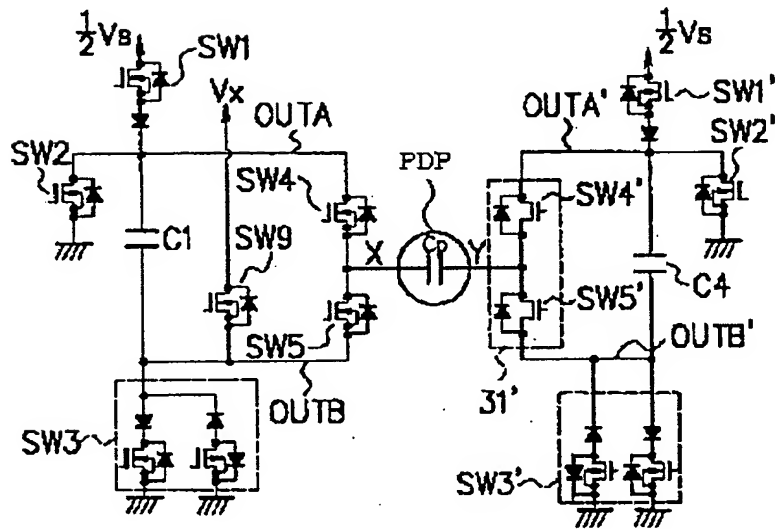 ½Vs
SW1
Vx
OUTA
SW2
SW4
C1
SW9
X
SW5
OUTB
SW3
PDP
Cp
Y
½Vs
SW1'
OUTA'
SW2'
SW4'
C4
SW5'
OUTB'
31'
SW3'